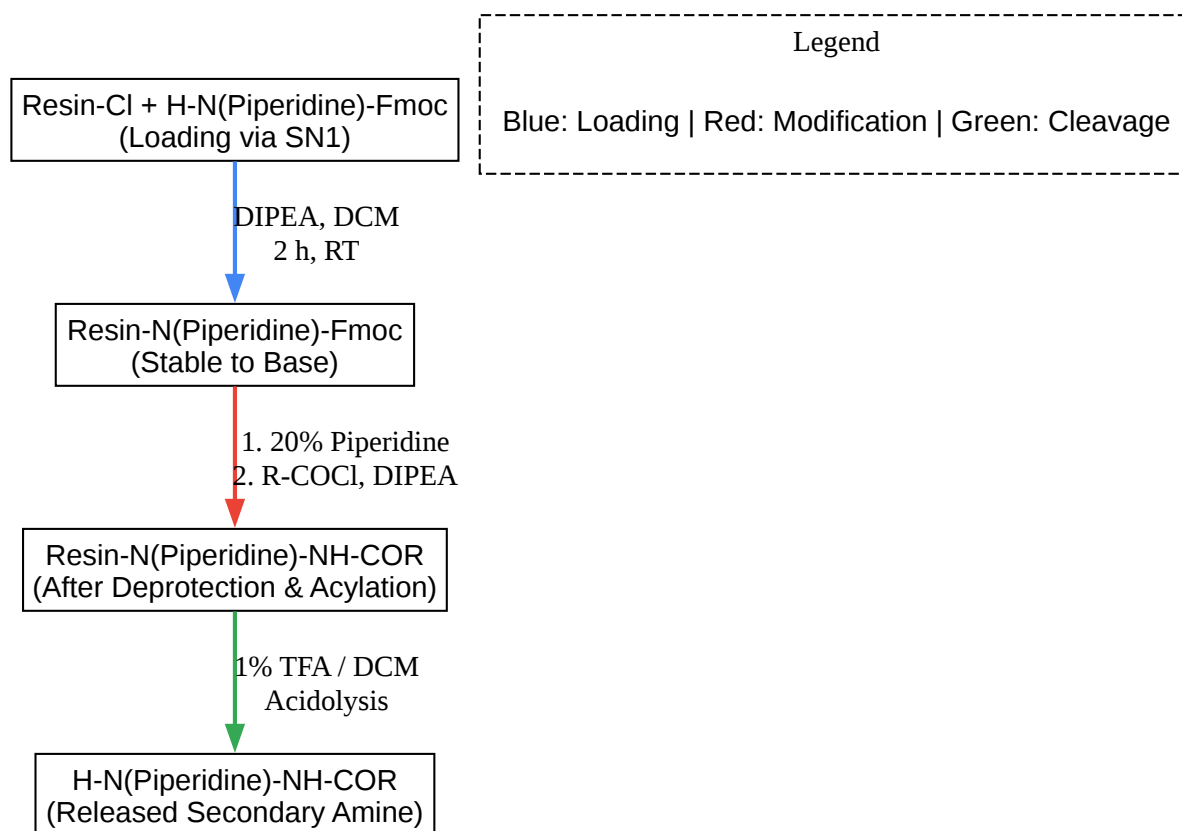 Legend
Blue: Loading | Red: Modification | Green: Cleavage
Resin-Cl + H-N(Piperidine)-Fmoc
(Loading via SN1)
DIPEA, DCM
2 h, RT
Resin-N(Piperidine)-Fmoc
(Stable to Base)
1. 20% Piperidine
2. R-COCl, DIPEA
Resin-N(Piperidine)-NH-COR
(After Deprotection & Acylation)
1% TFA / DCM
Acidolysis
H-N(Piperidine)-NH-COR
(Released Secondary Amine)